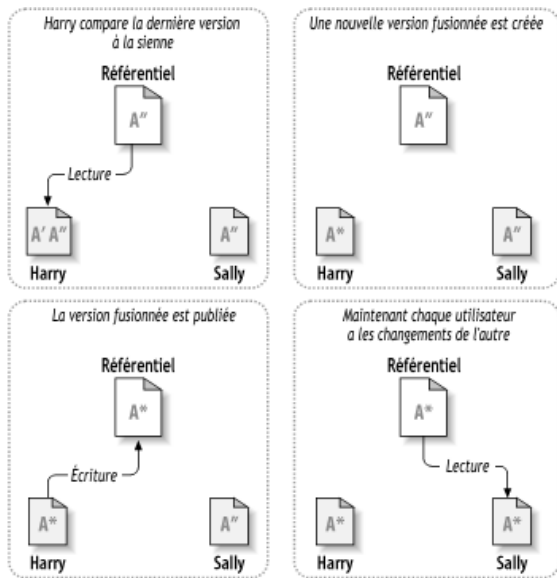 Harry compare la dernière version
à la sienne
Référentiel
A"
Lecture
A' A"
A"
Harry
Sally
Une nouvelle version fusionnée est créée
Référentiel
A"
A*
A"
Harry
Sally
La version fusionnée est publiée
Référentiel
A*
Écriture
A*
A"
Harry
Sally
Maintenant chaque utilisateur
a les changements de l'autre
Référentiel
A*
Lecture
A*
A*
Harry
Sally